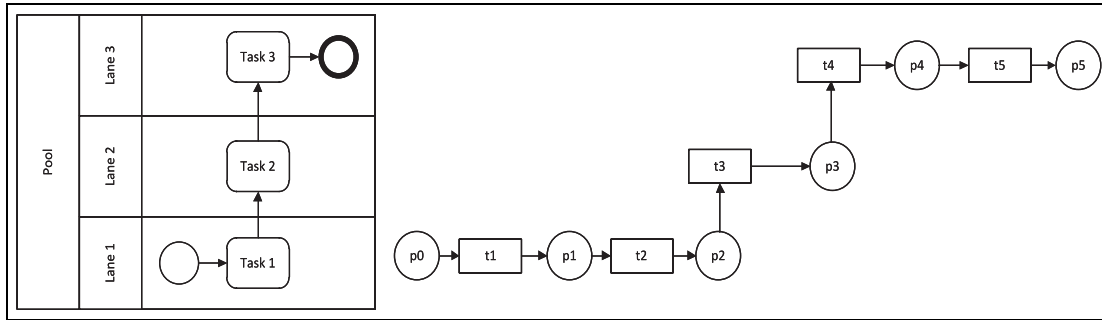 Pool
Lane 3
Task 3
Lane 2
Task 2
Lane 1
Task 1
t4
p4
t5
p5
t3
p3
p0
t1
p1
t2
p2